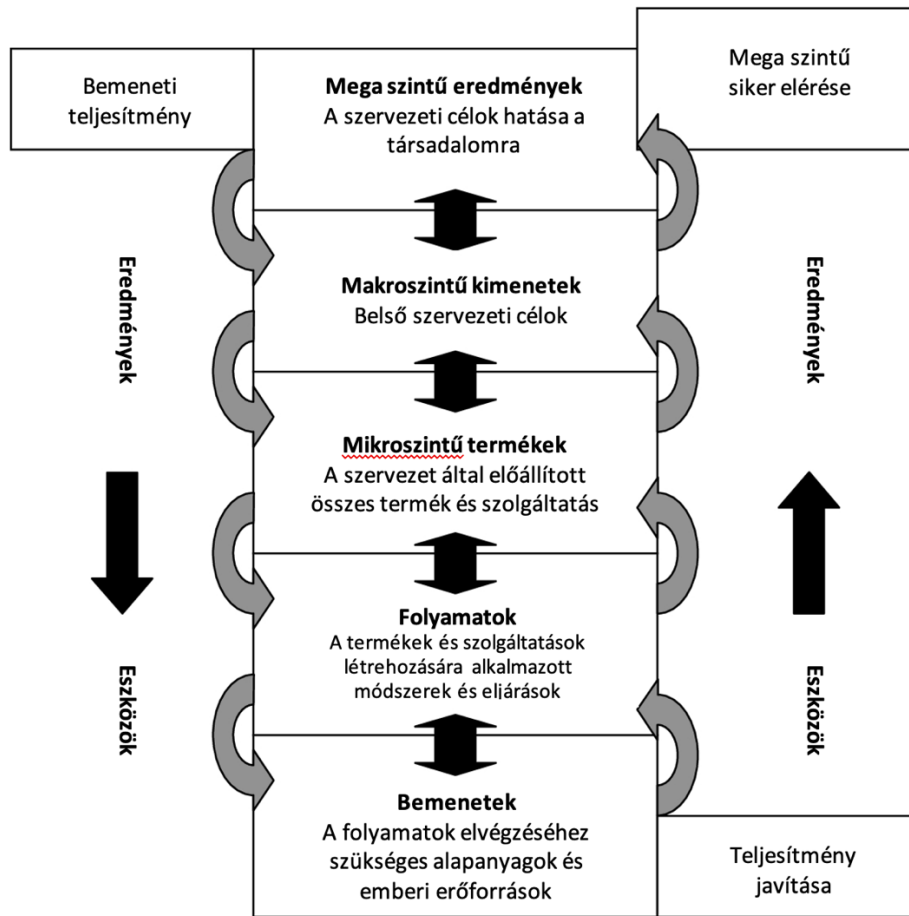 Bemeneti
teljesítmény
Mega szintű eredmények
A szervezeti célok hatása a
társadalomra
Mega szintű
siker elérése
Makroszintű kimenetek
Belső szervezeti célok
Mikroszintű termékek
A szervezet által előállított
összes termék és szolgáltatás
Folyamatok
A termékek és szolgáltatások
létrehozására alkalmazott
módszerek és eljárások
Bemenetek
A folyamatok elvégzéséhez
szükséges alapanyagok és
emberi erőforrások
Eredmények
Eszközök
Eredmények
Eszközök
Teljesítmény
javítása